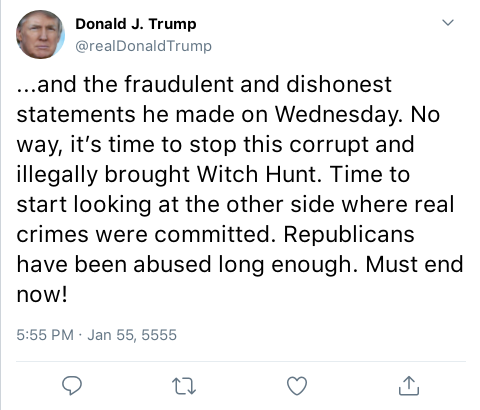 Donald J. Trump
@realDonaldTrump
...and the fraudulent and dishonest
statements he made on Wednesday. No
way, it’s time to stop this corrupt and
illegally brought Witch Hunt. Time to
start looking at the other side where real
crimes were committed. Republicans
have been abused long enough. Must end
now!
5:55 PM · Jan 55, 5555